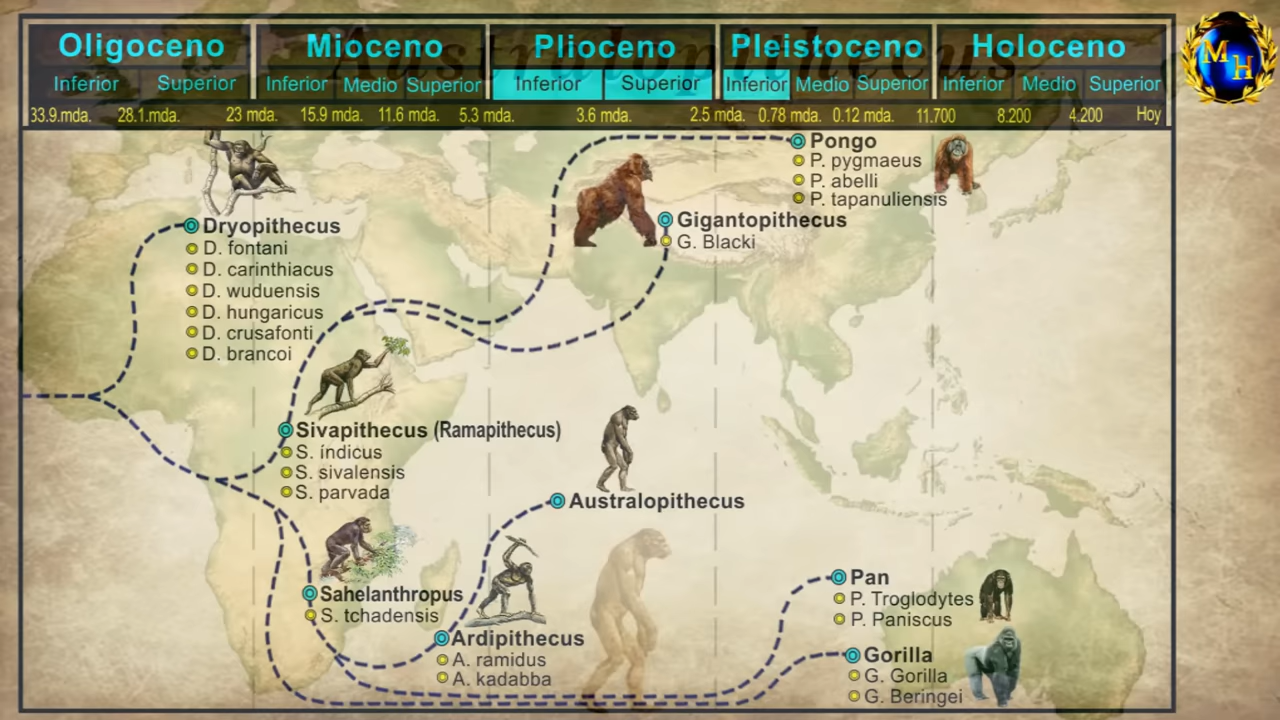 Australopithecus
Oligoceno
Mioceno
Plioceno
Pleistoceno
Holoceno
MH
Inferior
Superior
Inferior
Medio
Superior
Inferior
Superior
Inferior
Medio
Superior
Inferior
Medio
Superior
33.9.mda.
28.1.mda.
23 mda.
15.9 mda.
11.6 mda.
5.3 mda.
3.6 mda.
2.5 mda.
0.78 mda.
0.12 mda.
11.700
8.200
4.200
Hoy
Pongo
P. pygmaeus
P. abelli
P. tapanuliensis
Gigantopithecus
G. Blacki
Dryopithecus
D. fontani
D. carinthiacus
D. wuduensis
D. hungaricus
D. crusafonti
D. brancoi
Sivapithecus (Ramapithecus)
S. índicus
S. sivalensis
S. parvada
Australopithecus
Sahelanthropus
S. tchadensis
Ardipithecus
A. ramidus
A. kadabba
Pan
P. Troglodytes
P. Paniscus
Gorilla
G. Gorilla
G. Beringei